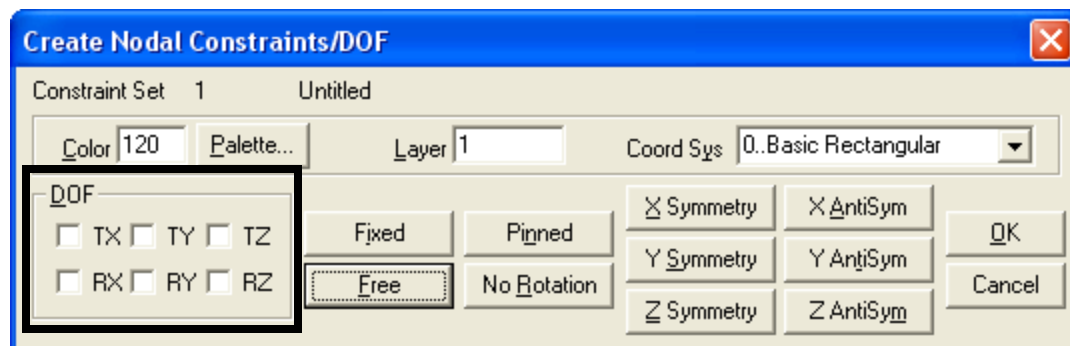 Create Nodal Constraints/DOF
Constraint Set 1 Untitled
Color 120 Palette... Layer 1 Coord Sys 0..Basic Rectangular
DOF
TX TY TZ
RX RY RZ
Fixed Pinned
Free No Rotation
X Symmetry X AntiSym
Y Symmetry Y AntiSym
Z Symmetry Z AntiSym
OK
Cancel